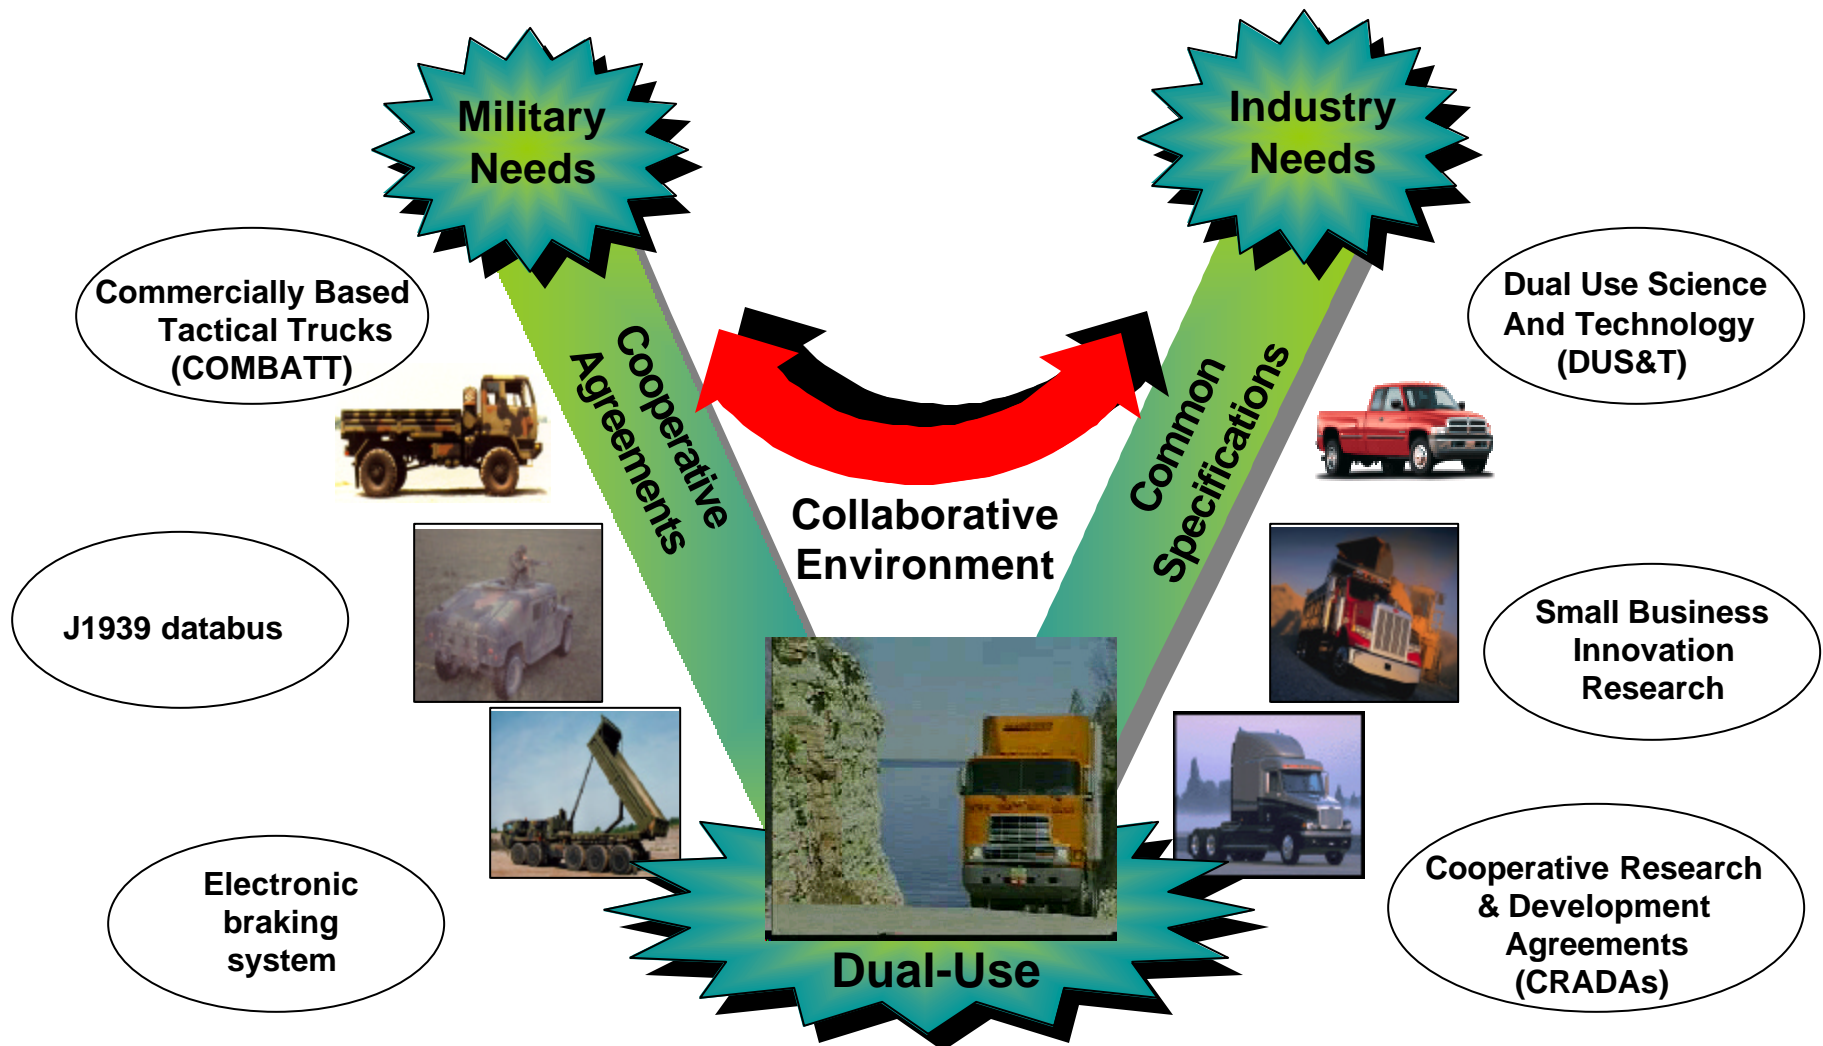 Military
Needs
Industry
Needs
Commercially Based
Tactical Trucks
(COMBATT)
Dual Use Science
And Technology
(DUS&T)
Cooperative
Agreements
Common
Specifications
Collaborative
Environment
J1939 databus
Small Business
Innovation
Research
Electronic
braking
system
Cooperative Research
& Development
Agreements
(CRADAs)
Dual-Use